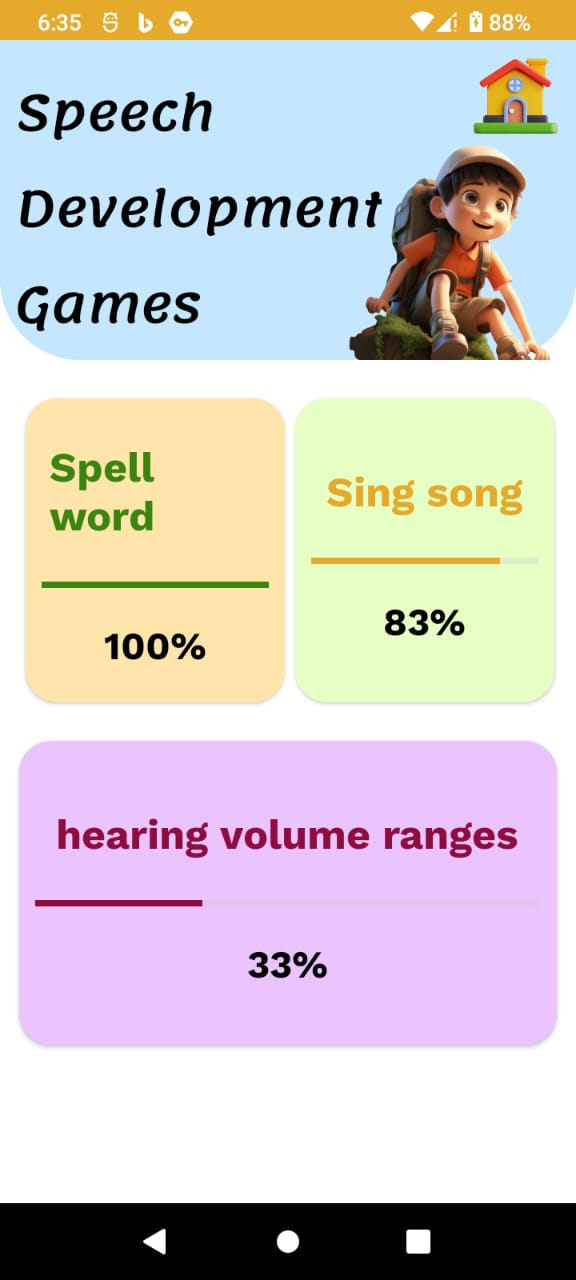 6:35 88%
Speech
Development
Games
Spell
word
100%
Sing song
83%
hearing volume ranges
33%